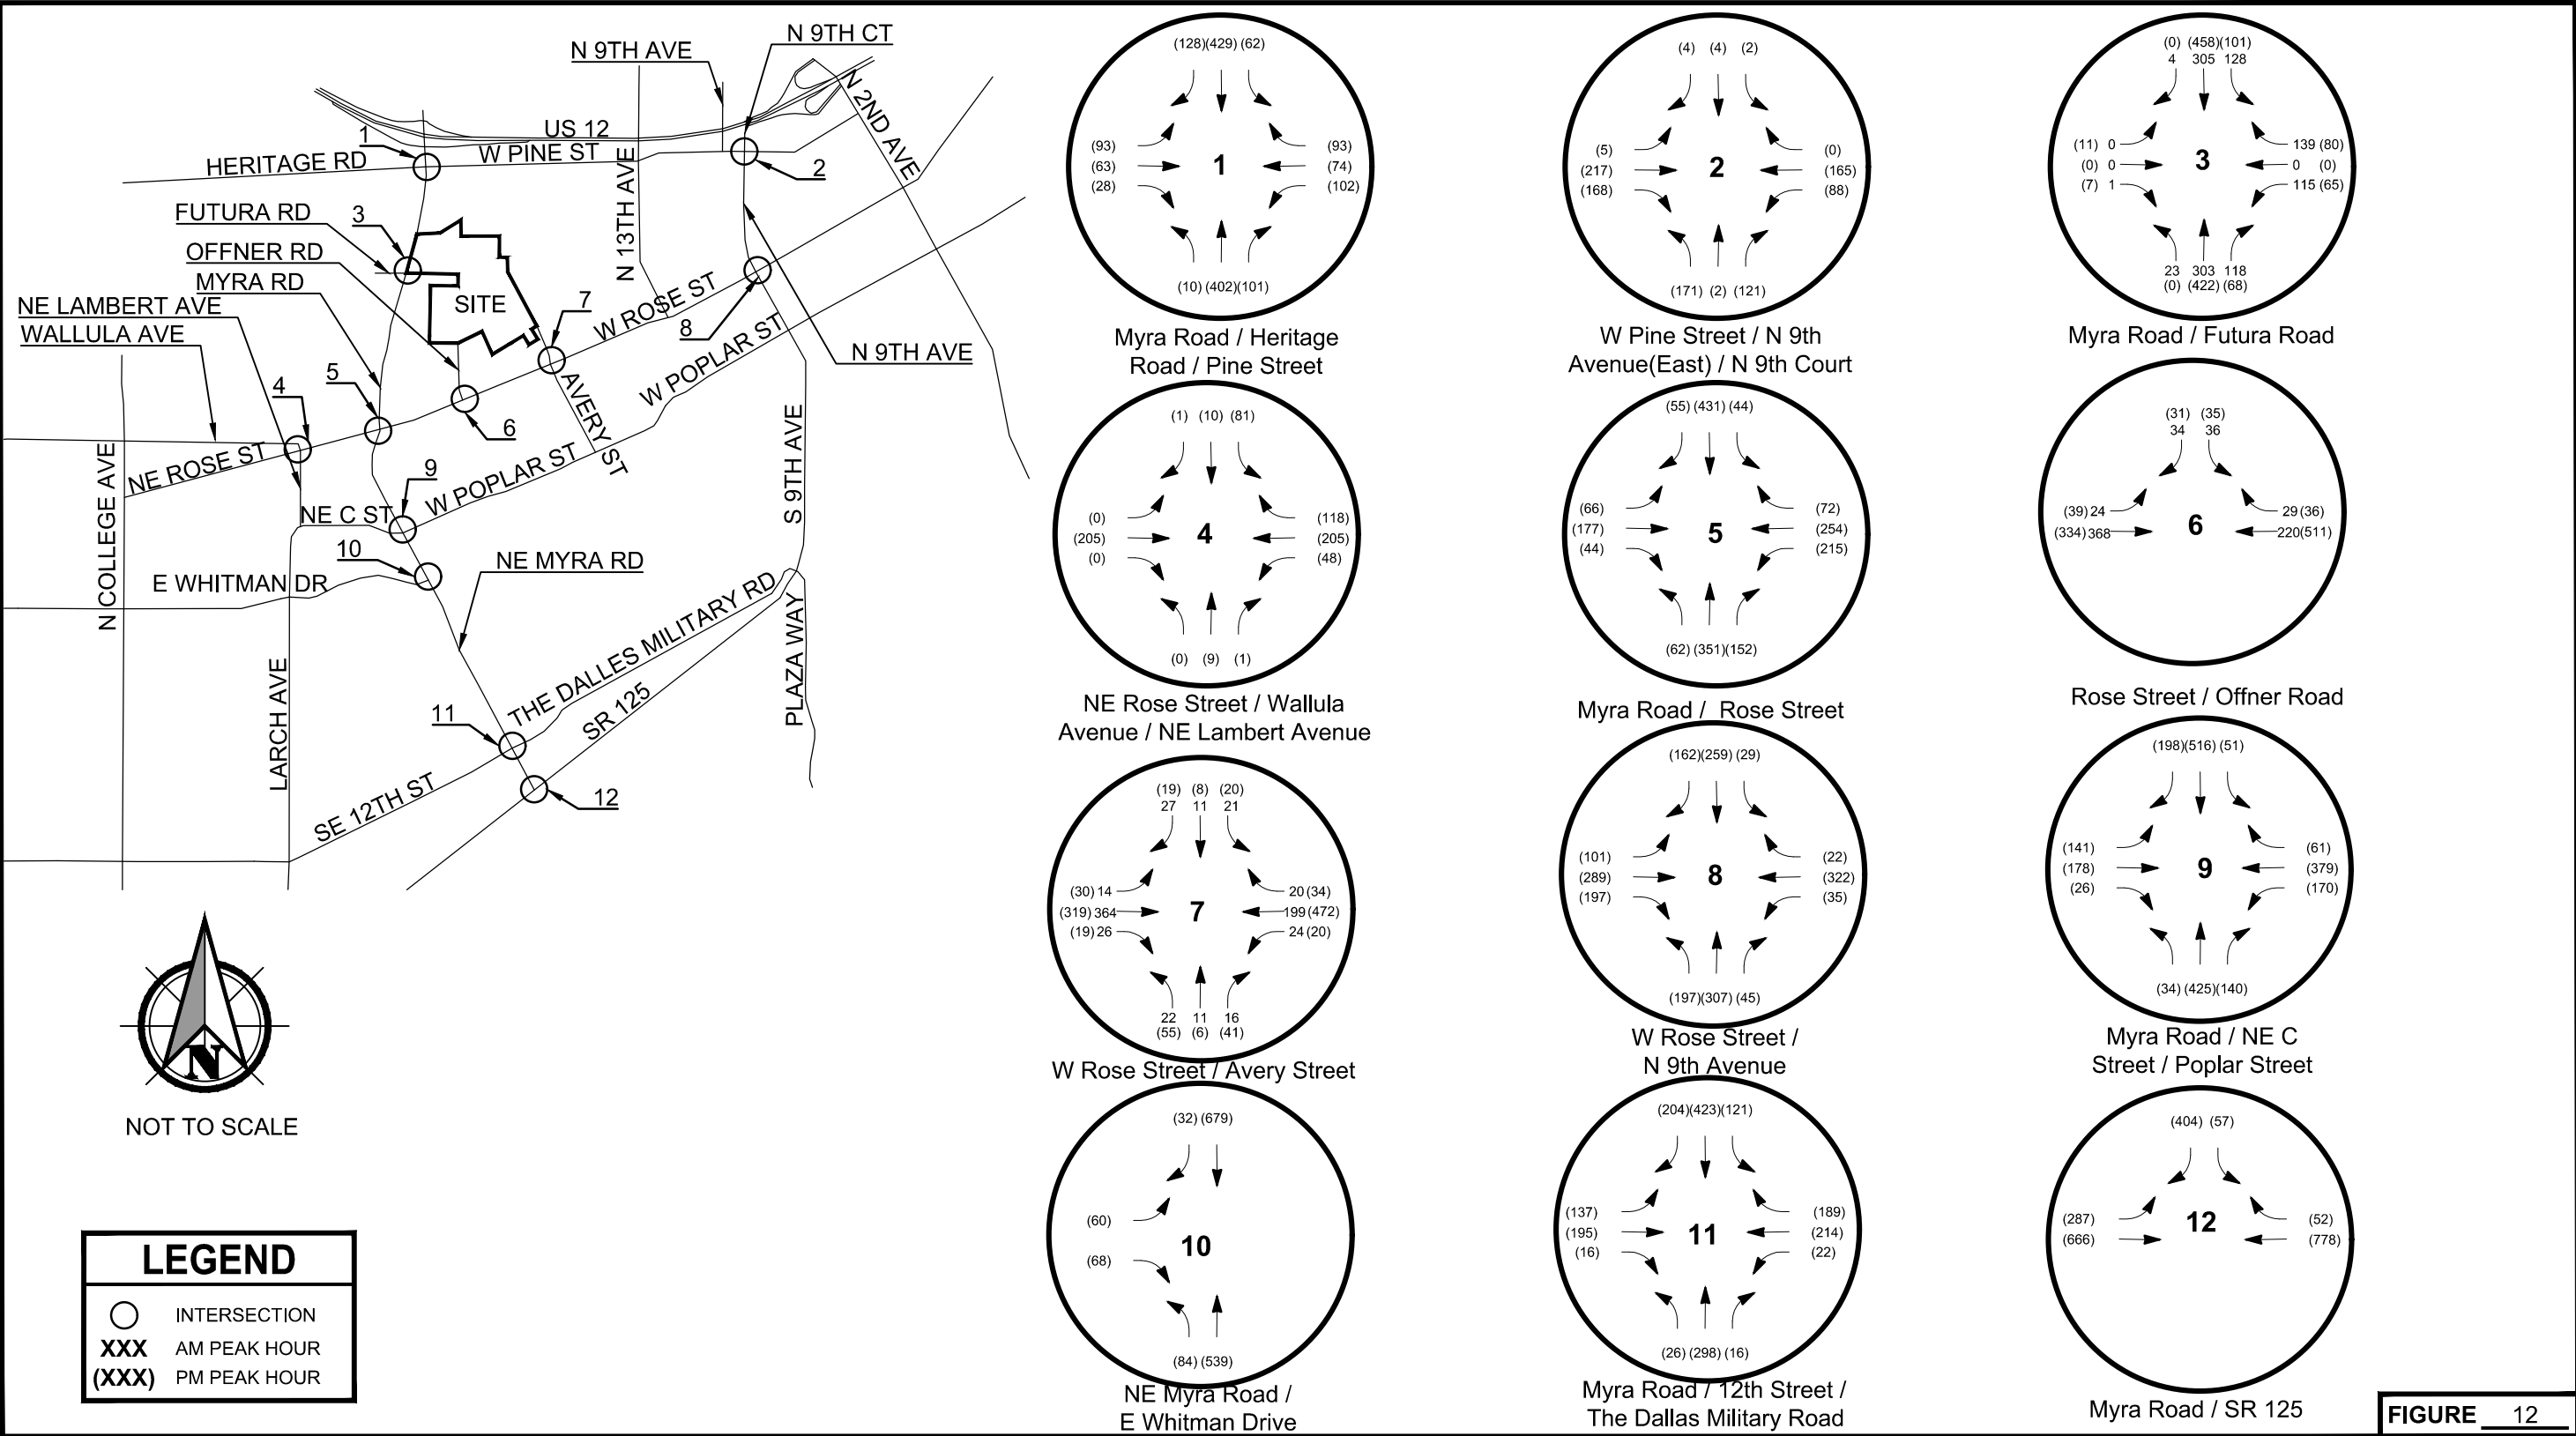 N 9TH AVE
N 9TH CT
N 2ND AVE
US 12
1
HERITAGE RD
W PINE ST
N 13TH AVE
2
FUTURA RD
3
OFFNER RD
MYRA RD
SITE
NE LAMBERT AVE
WALLULA AVE
7
W ROSE ST
8
W POPLAR ST
N 9TH AVE
5
4
6
AVERY ST
N COLLEGE AVE
NE ROSE ST
9
W POPLAR ST
S 9TH AVE
NE C ST
10
NE MYRA RD
E WHITMAN DR
THE DALLES MILITARY RD
PLAZA WAY
SR 125
LARCH AVE
11
SE 12TH ST
12
N
NOT TO SCALE
LEGEND
INTERSECTION
XXX AM PEAK HOUR
(XXX) PM PEAK HOUR
(128)(429) (62)
(93) (93)
(63) 1 (74)
(28) (102)
(10) (402)(101)
Myra Road / Heritage
Road / Pine Street
(4) (4) (2)
(5) (0)
(217) 2 (165)
(168) (88)
(171) (2) (121)
W Pine Street / N 9th
Avenue(East) / N 9th Court
(0) (458)(101)
4 305 128
(11) 0 139 (80)
(0) 0 3 0 (0)
(7) 1 115 (65)
23 303 118
(0) (422) (68)
Myra Road / Futura Road
(1) (10) (81)
(0) (118)
(205) 4 (205)
(0) (48)
(0) (9) (1)
NE Rose Street / Wallula
Avenue / NE Lambert Avenue
(55) (431) (44)
(66) (72)
(177) 5 (254)
(44) (215)
(62) (351)(152)
Myra Road / Rose Street
(31) (35)
34 36
(39) 24 29 (36)
(334) 368 6 220(511)
Rose Street / Offner Road
(19) (8) (20)
27 11 21
(30) 14 20 (34)
(319) 364 7 199 (472)
(19) 26 24 (20)
22 11 16
(55) (6) (41)
W Rose Street / Avery Street
(162)(259) (29)
(101) (22)
(289) 8 (322)
(197) (35)
(197)(307) (45)
W Rose Street /
N 9th Avenue
(198)(516) (51)
(141) (61)
(178) 9 (379)
(26) (170)
(34) (425)(140)
Myra Road / NE C
Street / Poplar Street
(32) (679)
(60)
10
(68)
(84) (539)
NE Myra Road /
E Whitman Drive
(204)(423)(121)
(137) (189)
(195) 11 (214)
(16) (22)
(26) (298) (16)
Myra Road / 12th Street /
The Dallas Military Road
(404) (57)
(287) 12 (52)
(666) (778)
Myra Road / SR 125
FIGURE 12